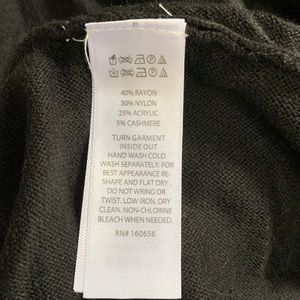 40% RAYON
30% NYLON
25% ACRYLIC
5% CASHMERE
TURN GARMENT
INSIDE OUT
HAND WASH COLD.
WASH SEPARATELY. FOR
BEST APPEARANCE RE-
SHAPE AND FLAT DRY.
DO NOT WRING OR
TWIST. LOW IRON. DRY
CLEAN. NON-CHLORINE
BLEACH WHEN NEEDED.
RN# 160656